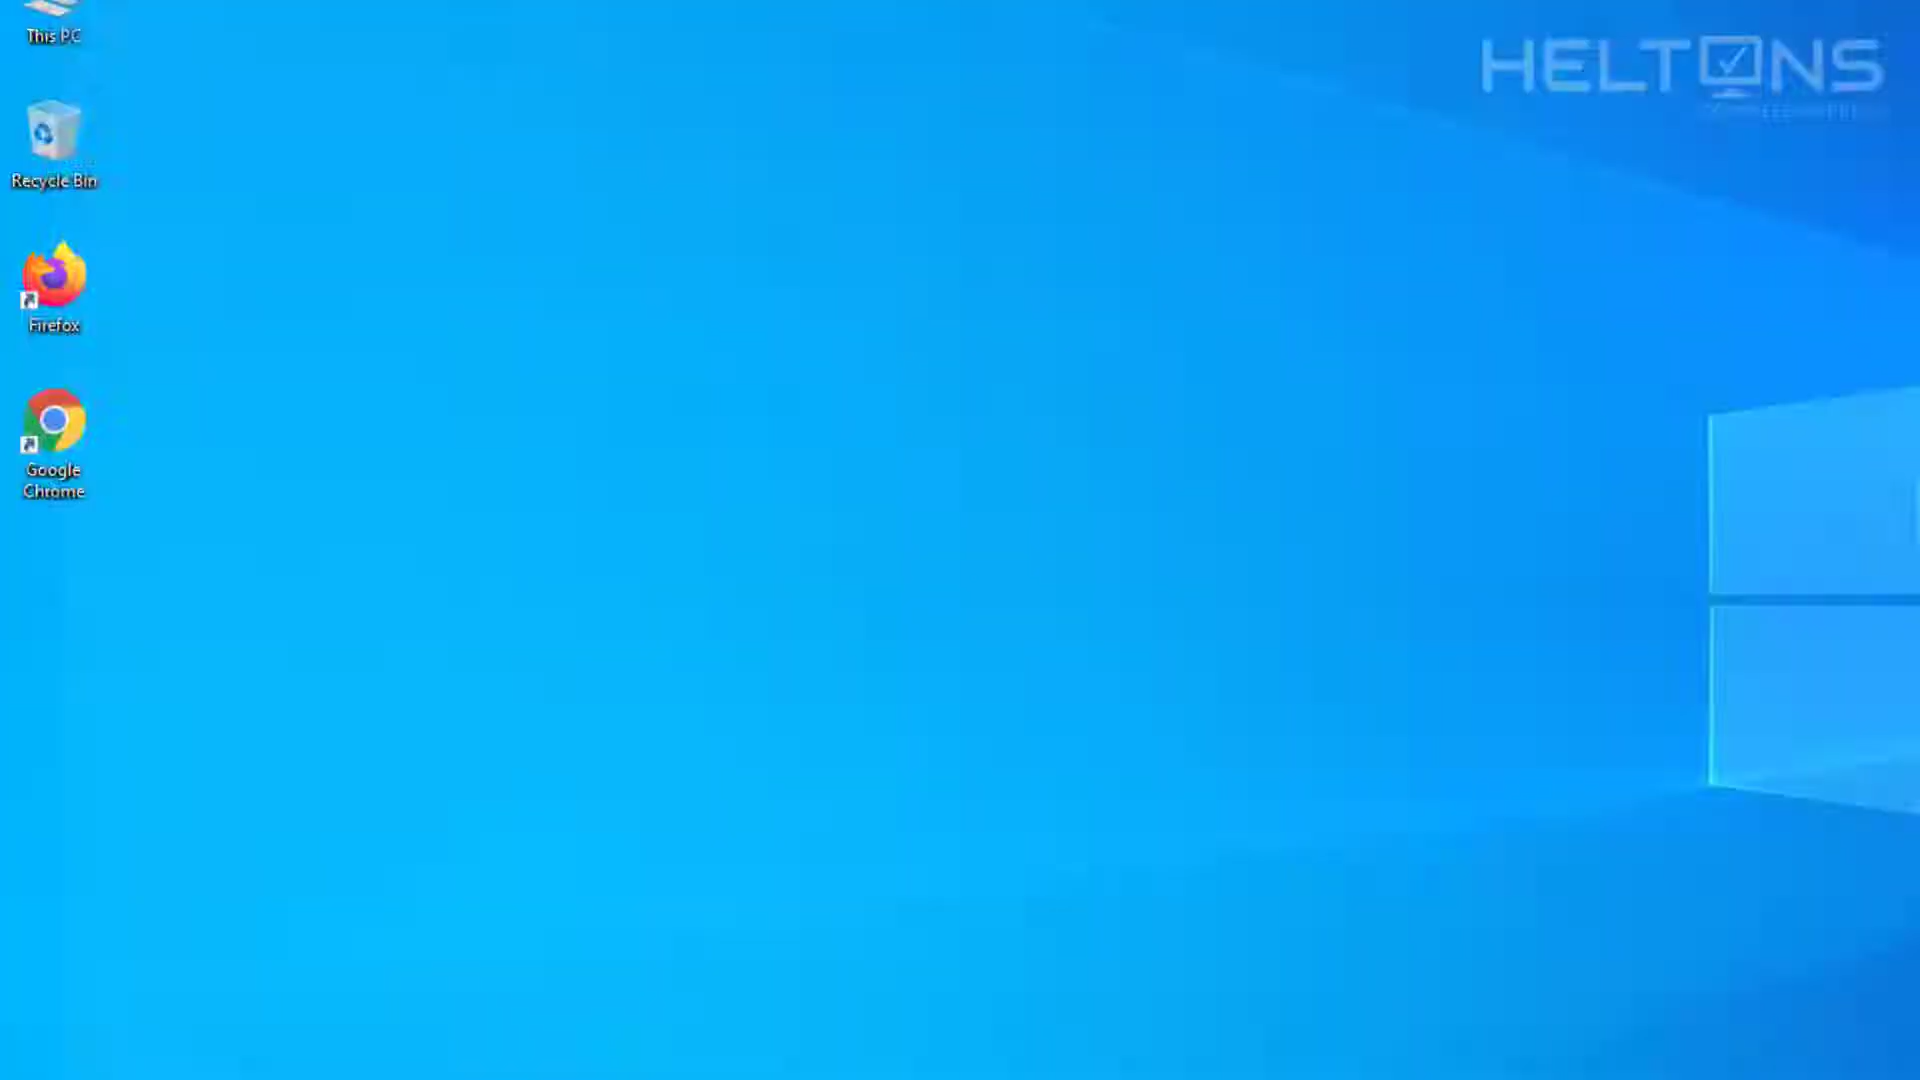 This PC
HELTONS
Recycle Bin
Firefox
Google
Chrome